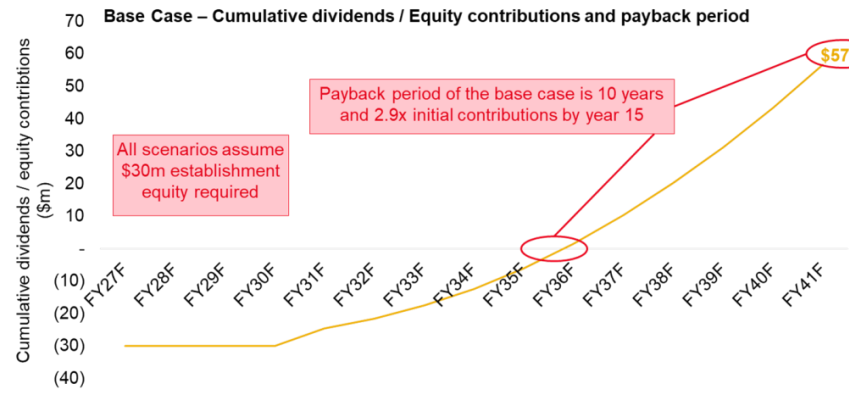 Base Case – Cumulative dividends / Equity contributions and payback period
Cumulative dividends / equity contribtions
($m)
70
60
50
40
30
20
10
-
(10)
(20)
(30)
(40)
$57
Payback period of the base case is 10 years
and 2.9x initial contributions by year 15
All scenarios assume
$30m establishment
equity required
FY27F
FY28F
FY29F
FY30F
FY31F
FY32F
FY33F
FY34F
FY35F
FY36F
FY37F
FY38F
FY39F
FY40F
FY41F